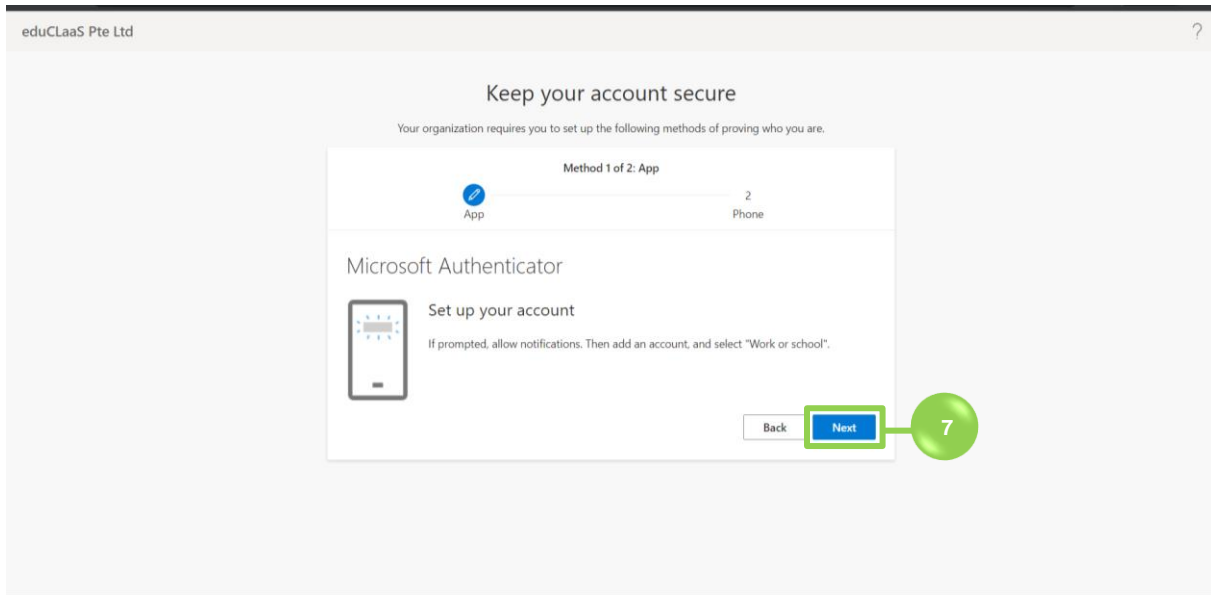 eduCLaaS Pte Ltd
?
Keep your account secure
Your organization requires you to set up the following methods of proving who you are.
Method 1 of 2: App
App
2
Phone
Microsoft Authenticator
Set up your account
If prompted, allow notifications. Then add an account, and select "Work or school".
Back
Next
7